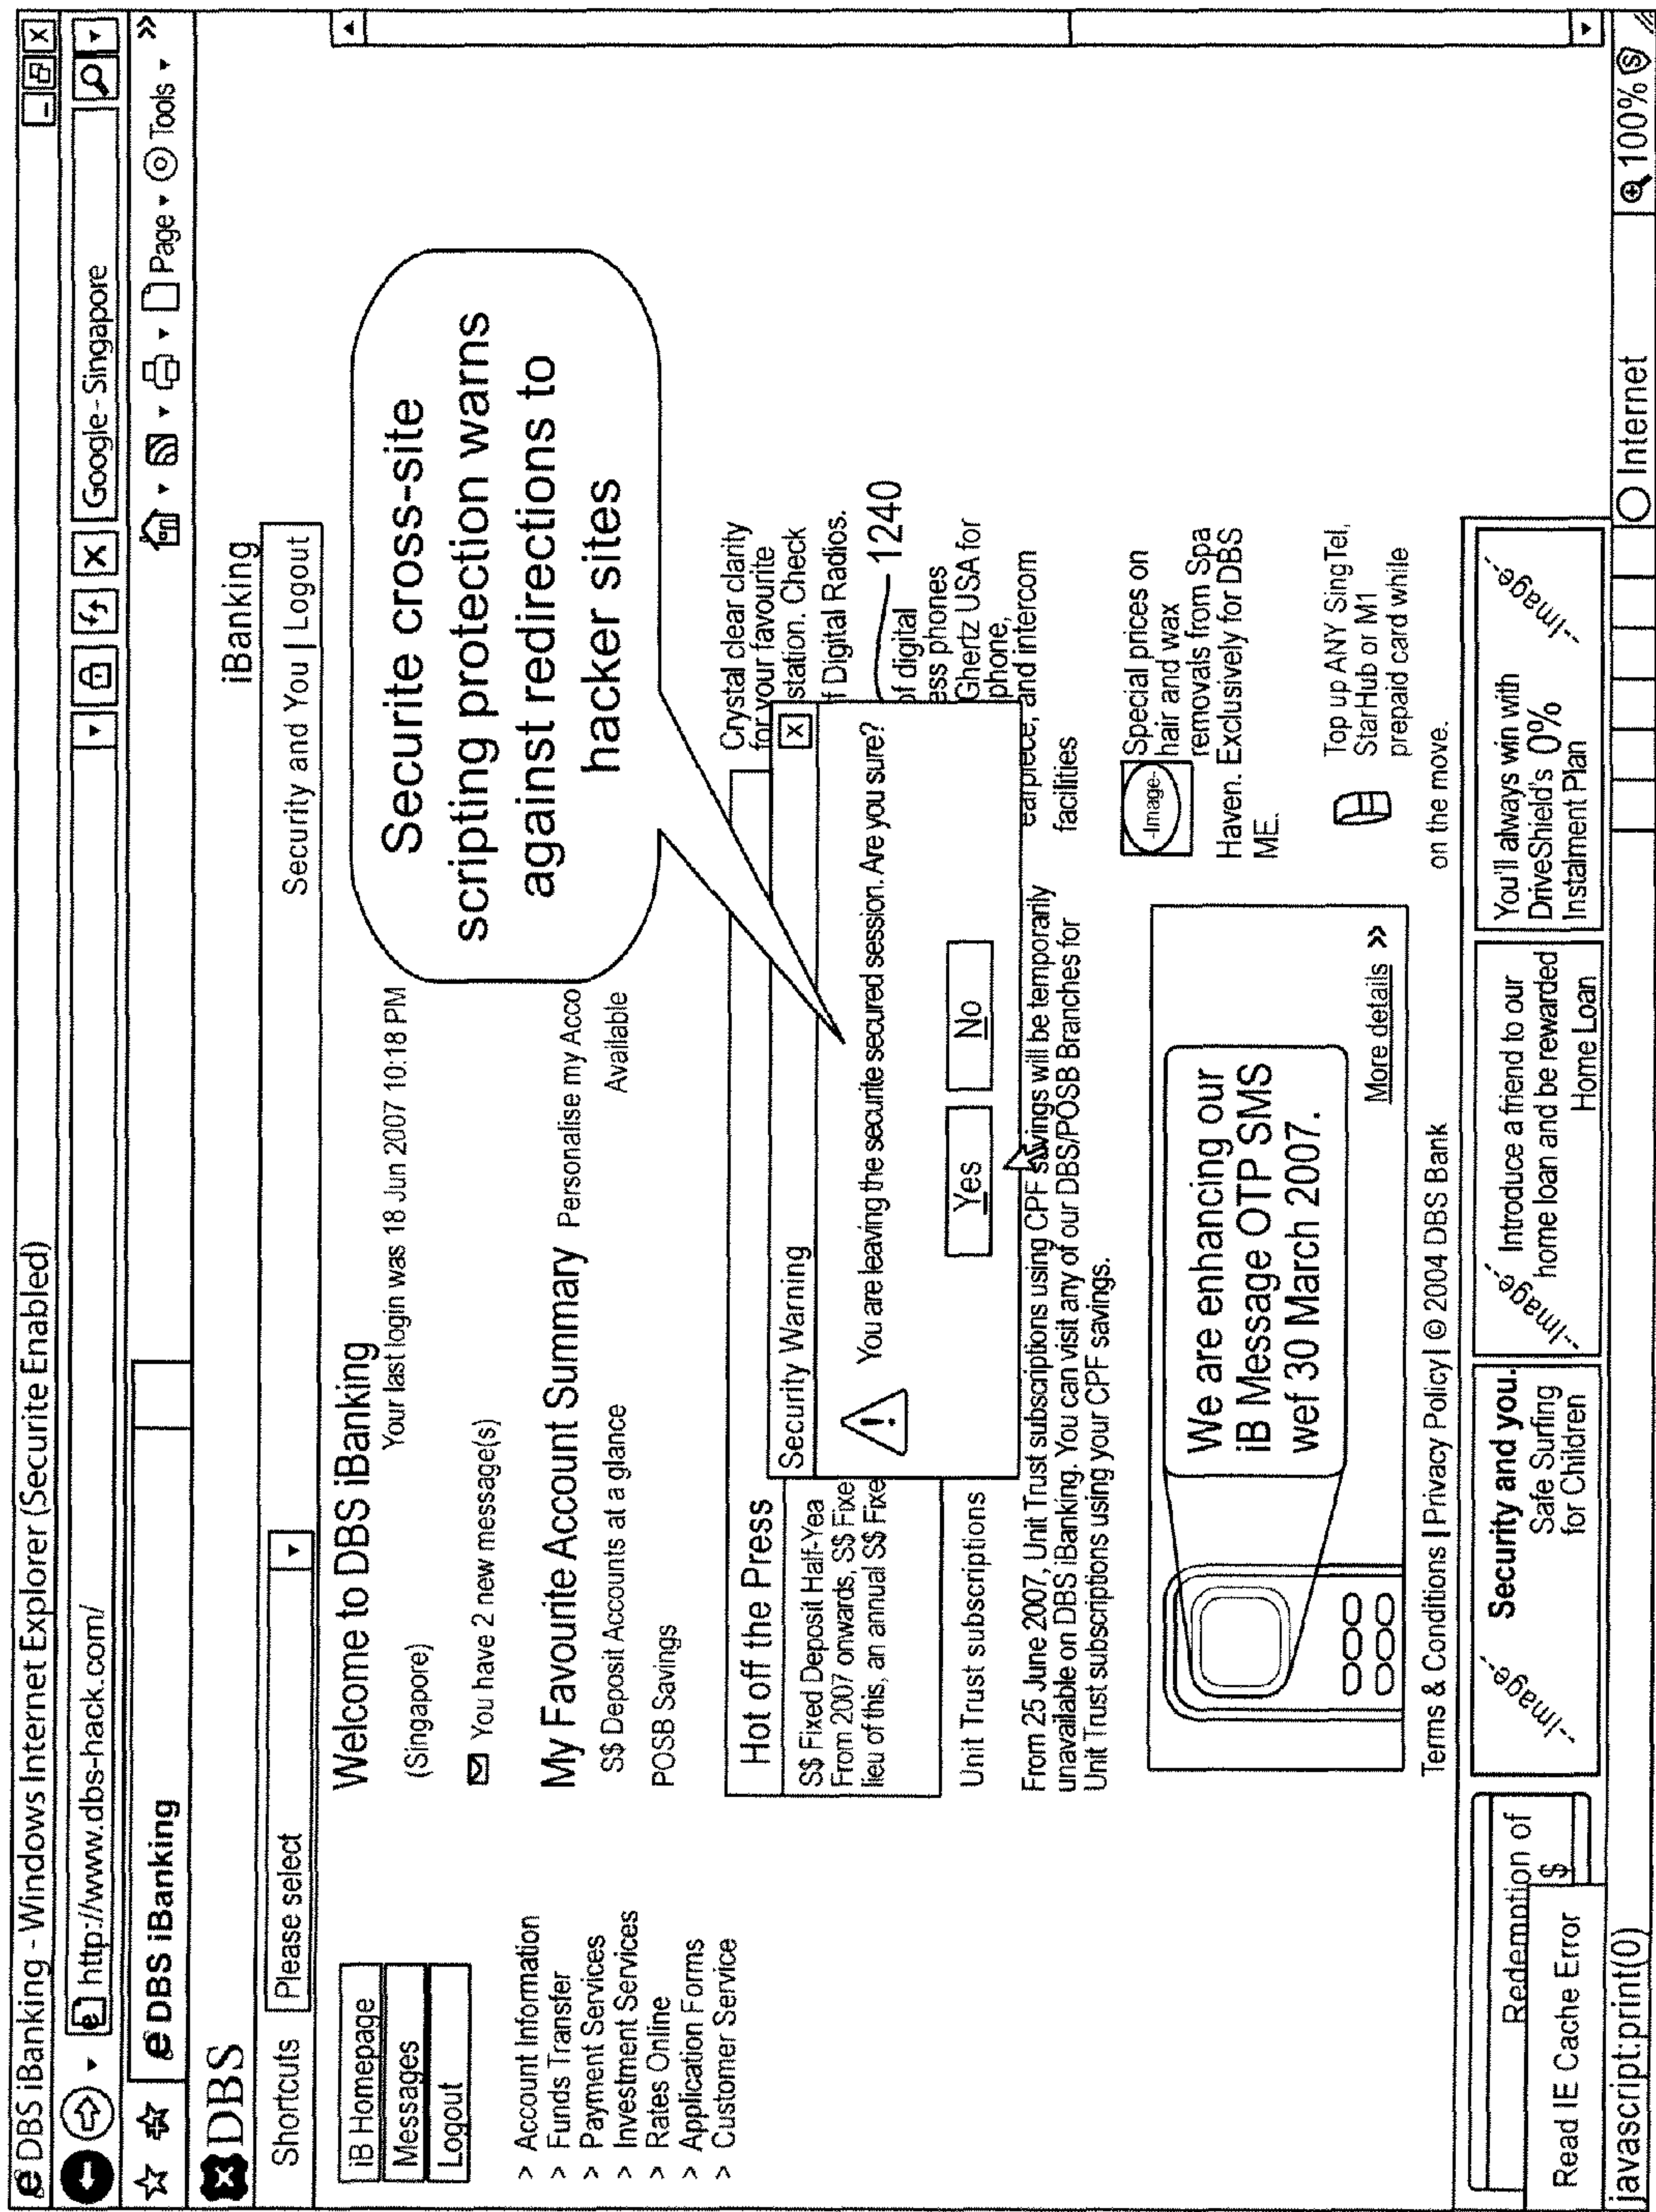 DBS iBanking - Windows Internet Explorer (Securite Enabled)
http://www.dbs-hack.com/
Google - Singapore
DBS iBanking
Page
Tools
»
DBS
iBanking
Shortcuts
Please select
Security and You | Logout
iB Homepage
Messages
Logout
> Account Information
> Funds Transfer
> Payment Services
> Investment Services
> Rates Online
> Application Forms
> Customer Service
Welcome to DBS iBanking
Your last login was 18 Jun 2007 10:18 PM
(Singapore)
You have 2 new message(s)
My Favourite Account Summary Personalise my Acco
S$ Deposit Accounts at a glance
Available
POSB Savings
Securite cross-site
scripting protection warns
against redirections to
hacker sites
Hot off the Press
S$ Fixed Deposit Half-Yea
From 2007 onwards, S$ Fixe
lieu of this, an annual S$ Fixe
Security Warning
X
You are leaving the securite secured session. Are you sure?
Yes
No
1240
Unit Trust subscriptions
From 25 June 2007, Unit Trust subscriptions using CPF savings will be temporarily
unavailable on DBS iBanking. You can visit any of our DBS/POSB Branches for
Unit Trust subscriptions using your CPF savings.
Crystal clear clarity
for your favourite
station. Check
f Digital Radios.
of digital
ess phones
Ghertz USA for
phone,
earpiece, and intercom
facilities
-Image-
Special prices on
hair and wax
removals from Spa
Haven. Exclusively for DBS
ME.
Top up ANY SingTel,
StarHub or M1
prepaid card while
on the move.
We are enhancing our
iB Message OTP SMS
wef 30 March 2007.
More details »
Terms & Conditions | Privacy Policy | © 2004 DBS Bank
Redemption of
$
Read IE Cache Error
--Image--
Security and you.
Safe Surfing
for Children
--Image--
Introduce a friend to our
home loan and be rewarded
Home Loan
You'll always win with
DriveShield's 0%
Instalment Plan
--Image--
javascript:print(0)
Internet
100%